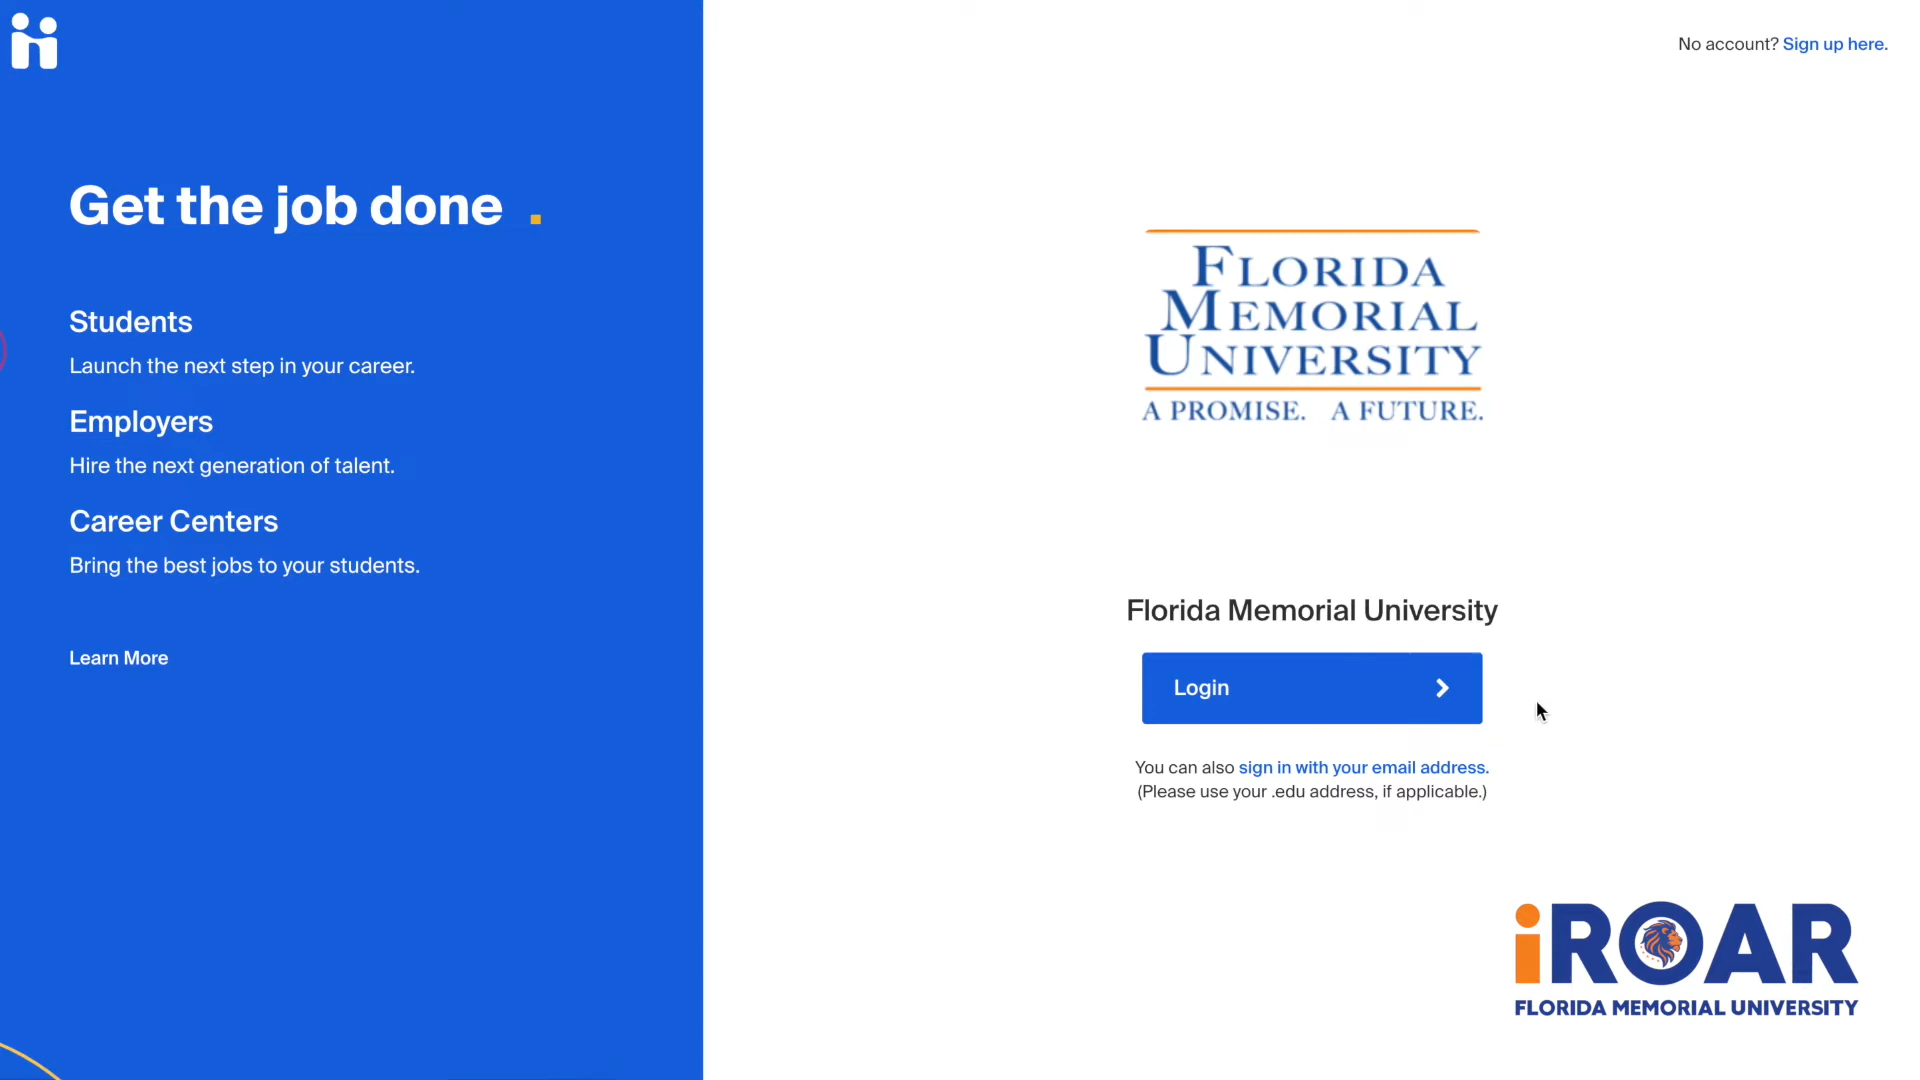 No account? Sign up here.
Get the job done .
Students
Launch the next step in your career.
Employers
Hire the next generation of talent.
Career Centers
Bring the best jobs to your students.
Learn More
FLORIDA
MEMORIAL
UNIVERSITY
A PROMISE. A FUTURE.
Florida Memorial University
Login
You can also sign in with your email address.
(Please use your .edu address, if applicable.)
iROAR
FLORIDA MEMORIAL UNIVERSITY